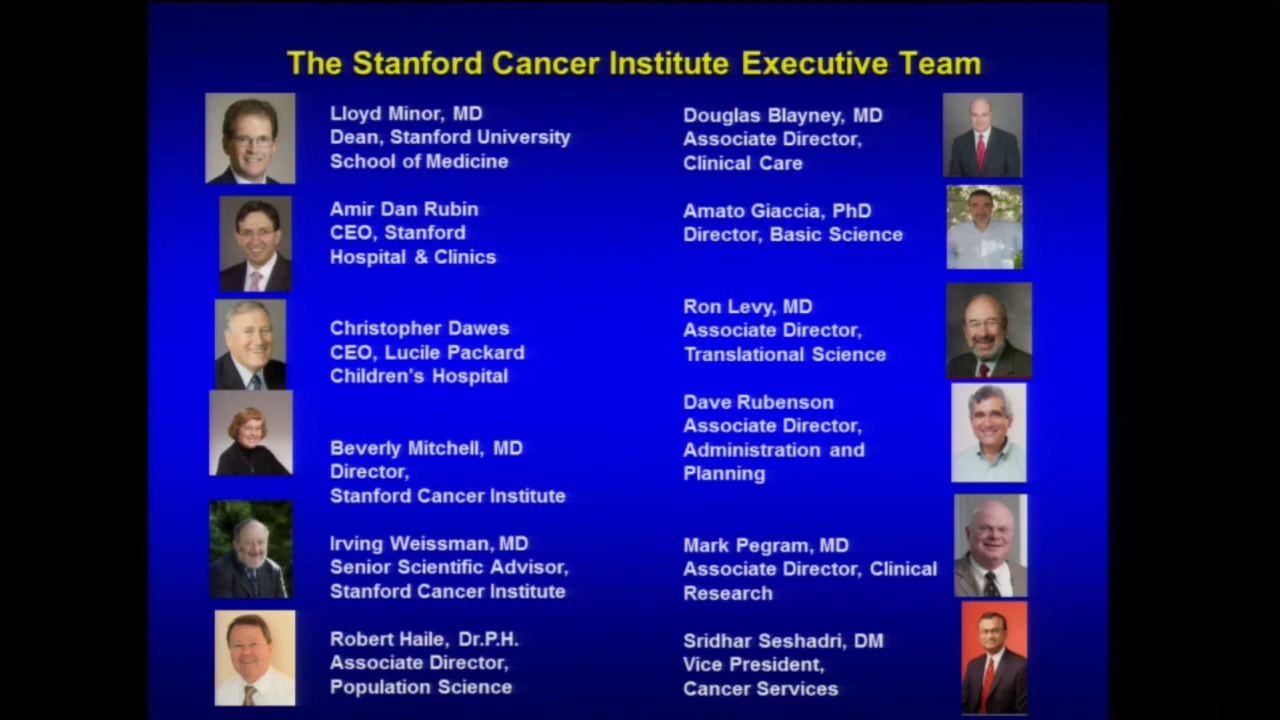 The Stanford Cancer Institute Executive Team
Lloyd Minor, MD
Dean, Stanford University
School of Medicine
Amir Dan Rubin
CEO, Stanford
Hospital & Clinics
Christopher Dawes
CEO, Lucile Packard
Children's Hospital
Beverly Mitchell, MD
Director,
Stanford Cancer Institute
Irving Weissman, MD
Senior Scientific Advisor,
Stanford Cancer Institute
Robert Haile, Dr.P.H.
Associate Director,
Population Science
Douglas Blayney, MD
Associate Director,
Clinical Care
Amato Giaccia, PhD
Director, Basic Science
Ron Levy, MD
Associate Director,
Translational Science
Dave Rubenson
Associate Director,
Administration and
Planning
Mark Pegram, MD
Associate Director, Clinical
Research
Sridhar Seshadri, DM
Vice President,
Cancer Services